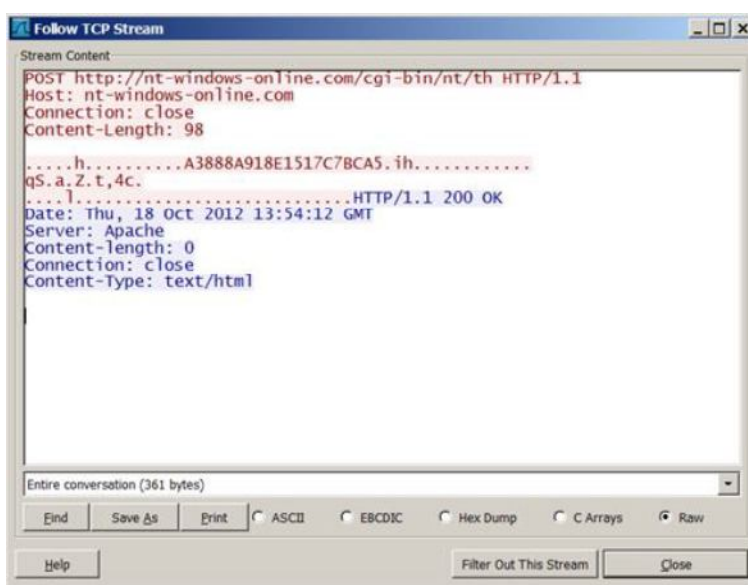 Follow TCP Stream
Stream Content
POST http://nt-windows-online.com/cgi-bin/nt/th HTTP/1.1
Host: nt-windows-online.com
Connection: close
Content-Length: 98
.....h..........A3888A918E1517C7BCA5.ih............
qS.a.Z.t,4c.
....l............................HTTP/1.1 200 OK
Date: Thu, 18 Oct 2012 13:54:12 GMT
Server: Apache
Content-length: 0
Connection: close
Content-Type: text/html
Entire conversation (361 bytes)
Find Save As Print ASCII EBCDIC Hex Dump C Arrays Raw
Help Filter Out This Stream Close